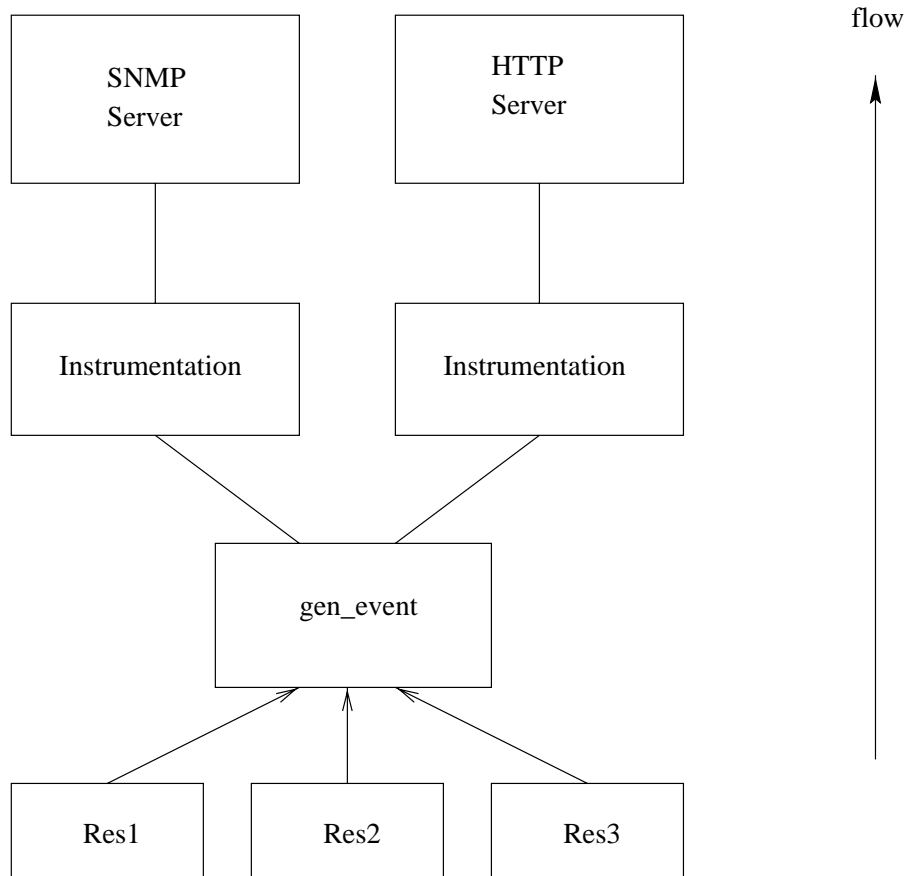 flow
SNMP
Server
HTTP
Server
Instrumentation
Instrumentation
gen_event
Res1
Res2
Res3